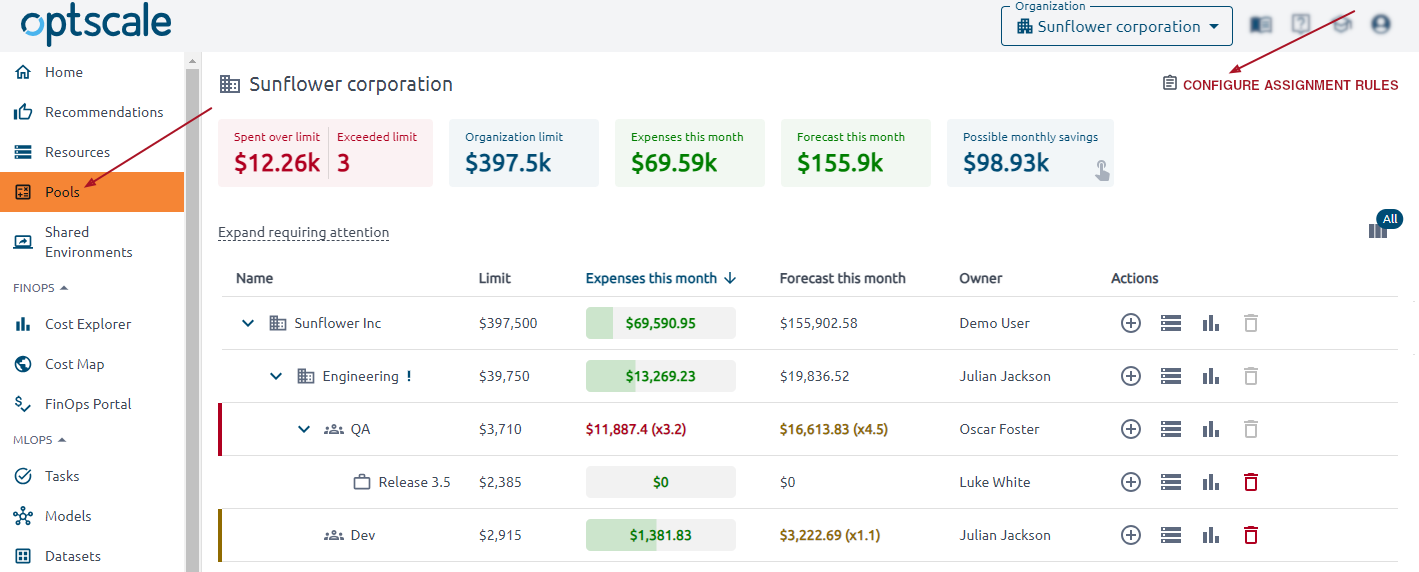 optscale
Organization
Sunflower corporation
Home
Recommendations
Resources
Pools
Shared
Environments
FINOPS
Cost Explorer
Cost Map
FinOps Portal
MLOPS
Tasks
Models
Datasets
Sunflower corporation
CONFIGURE ASSIGNMENT RULES
Spent over limit Exceeded limit
$12.26k 3
Organization limit
$397.5k
Expenses this month
$69.59k
Forecast this month
$155.9k
Possible monthly savings
$98.93k
Expand requiring attention
All
Name Limit Expenses this month Forecast this month Owner Actions
Sunflower Inc $397,500 $69,590.95 $155,902.58 Demo User
Engineering ! $39,750 $13,269.23 $19,836.52 Julian Jackson
QA $3,710 $11,887.4 (x3.2) $16,613.83 (x4.5) Oscar Foster
Release 3.5 $2,385 $0 $0 Luke White
Dev $2,915 $1,381.83 $3,222.69 (x1.1) Julian Jackson